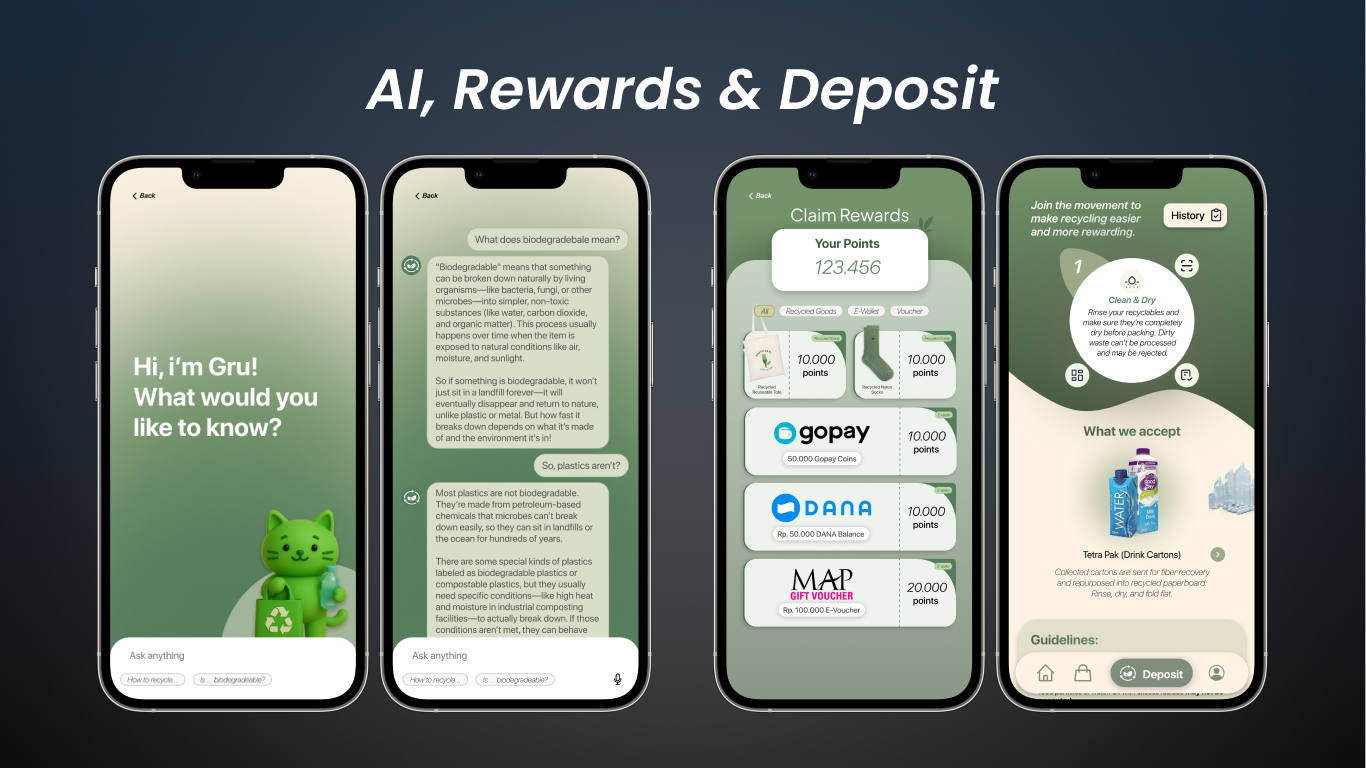 AI, Rewards & Deposit
Back
Hi, i'm Gru!
What would you
like to know?
Ask anything
How to recycle...
Is ... biodegradeable?
Back
What does biodegradebale mean?
"Biodegradable" means that something
can be broken down naturally by living
organisms—like bacteria, fungi, or other
microbes—into simpler, non-toxic
substances (like water, carbon dioxide,
and organic matter). This process usually
happens over time when the item is
exposed to natural conditions like air,
moisture, and sunlight.
So if something is biodegradable, it won't
just sit in a landfill forever—it will
eventually disappear and return to nature,
unlike plastic or metal. But how fast it
breaks down depends on what it's made
of and the environment it's in!
So, plastics aren't?
Most plastics are not biodegradable.
They're made from petroleum-based
chemicals that microbes can't break
down easily, so they can sit in landfills or
the ocean for hundreds of years.
There are some special kinds of plastics
labeled as biodegradable plastics or
compostable plastics, but they usually
need specific conditions—like high heat
and moisture in industrial composting
facilities—to actually break down. If those
conditions aren't met, they can behave
Ask anything
How to recycle...
Is ... biodegradeable?
Back
Claim Rewards
Your Points
123.456
All
Recycled Goods
E-Wallet
Voucher
Recycled Goods
10.000
points
Recycled
Reuseable Tote
Recycled Goods
10.000
points
Recycled Nylon
Socks
gopay
50.000 Gopay Coins
10.000
points
DANA
Rp. 50.000 DANA Balance
10.000
points
MAP
GIFT VOUCHER
Rp. 100.000 E-Voucher
20.000
points
Join the movement to
make recycling easier
and more rewarding.
History
1
Clean & Dry
Rinse your recyclables and
make sure they're completely
dry before packing. Dirty
waste can't be processed
and may be rejected.
What we accept
WATER
good
day
Tetra Pak (Drink Cartons)
Collected cartons are sent for fiber recovery
and repurposed into recycled paperboard.
Rinse, dry, and fold flat.
Guidelines:
Deposit